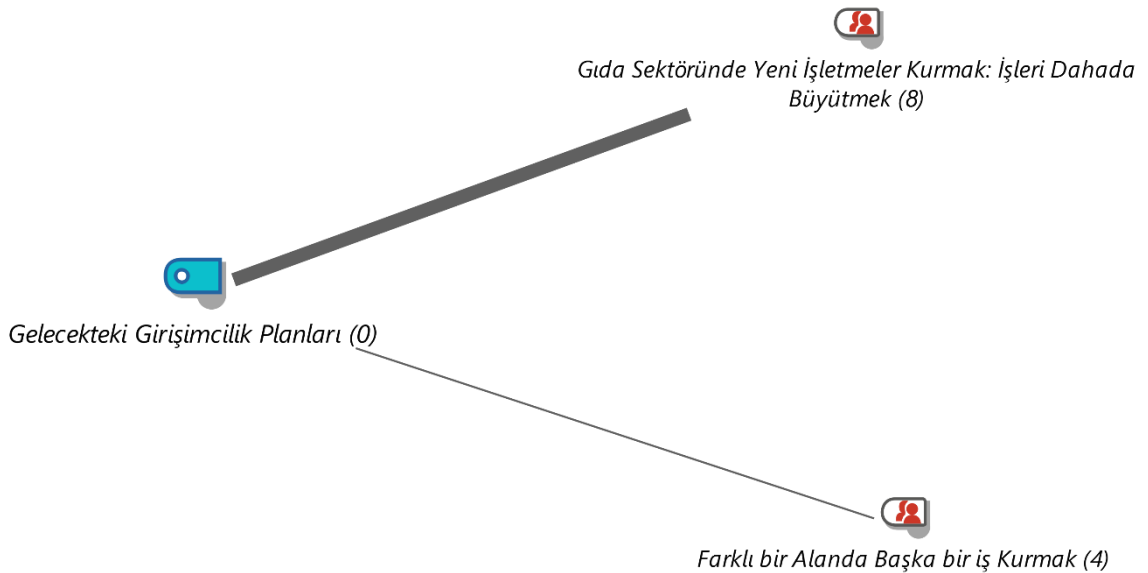 Gıda Sektöründe Yeni İşletmeler Kurmak: İşleri Dahada
Büyütmek (8)
Gelecekteki Girişimcilik Planları (0)
Farklı bir Alanda Başka bir iş Kurmak (4)